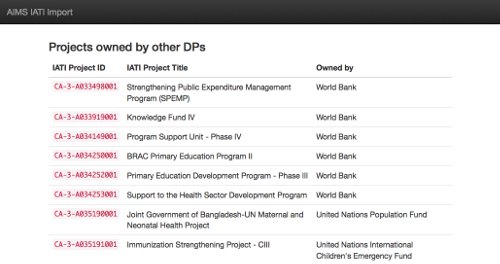 AIMS IATI Import
Projects owned by other DPs
IATI Project ID IATI Project Title Owned by
CA-3-A033498001 Strengthening Public Expenditure Management World Bank
Program (SPEMP)
CA-3-A033919001 Knowledge Fund IV World Bank
CA-3-A034149001 Program Support Unit - Phase IV World Bank
CA-3-A034250001 BRAC Primary Education Program II World Bank
CA-3-A034252001 Primary Education Development Program - Phase III World Bank
CA-3-A034253001 Support to the Health Sector Development Program World Bank
CA-3-A035190001 Joint Government of Bangladesh-UN Maternal and United Nations Population Fund
Neonatal Health Project
CA-3-A035191001 Immunization Strengthening Project - CIII United Nations International
Children's Emergency Fund